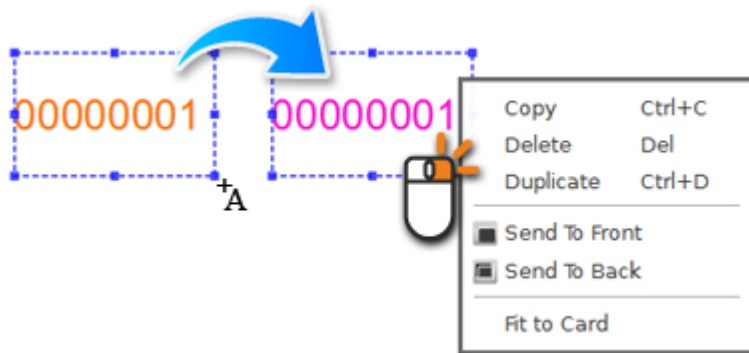 00000001
00000001
A
Copy Ctrl+C
Delete Del
Duplicate Ctrl+D
Send To Front
Send To Back
Fit to Card